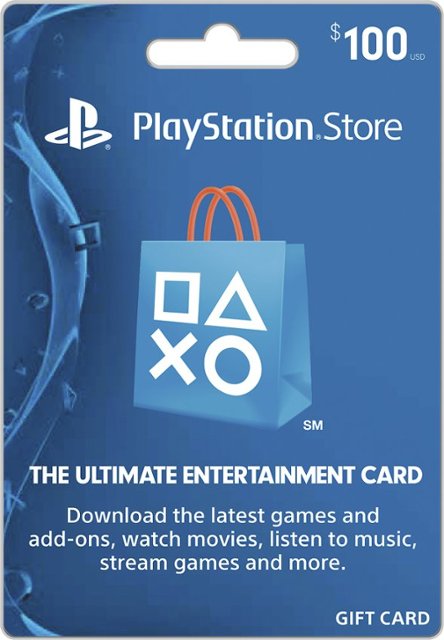 $100 USD
PlayStation®Store
SM
THE ULTIMATE ENTERTAINMENT CARD
Download the latest games and
add-ons, watch movies, listen to music,
stream games and more.
GIFT CARD